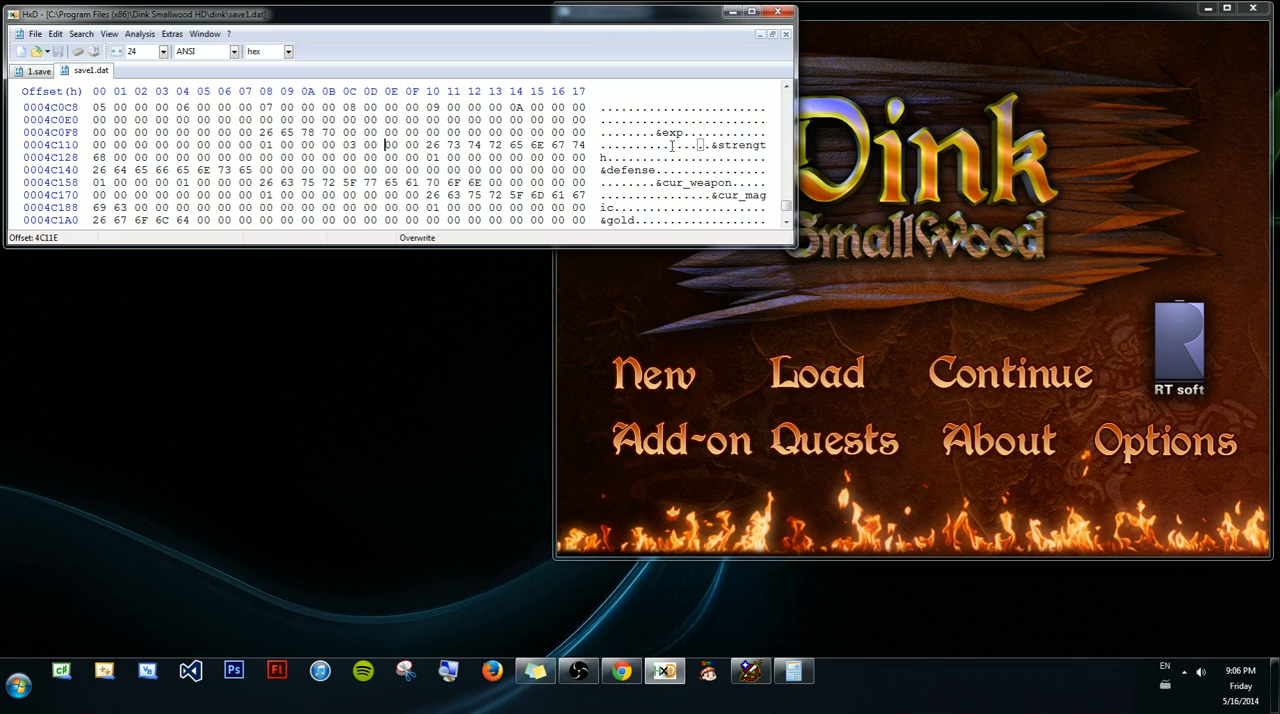 HxD - [C:\Program Files (x86)\Dink Smallwood HD\dink\save1.dat]
File Edit Search View Analysis Extras Window ?
24 ANSI hex
1.save save1.dat
Offset(h) 00 01 02 03 04 05 06 07 08 09 0A 0B 0C 0D 0E 0F 10 11 12 13 14 15 16 17
0004C0C8 05 00 00 00 06 00 00 00 07 00 00 00 08 00 00 00 09 00 00 00 0A 00 00 00 ........................
0004C0E0 00 00 00 00 00 00 00 00 00 00 00 00 00 00 00 00 00 00 00 00 00 00 00 00 ........................
0004C0F8 00 00 00 00 00 00 00 00 26 65 78 70 00 00 00 00 00 00 00 00 00 00 00 00 ........&exp............
0004C110 00 00 00 00 00 00 00 00 01 00 00 00 03 00 00 00 26 73 74 72 65 6E 67 74 ................&strengt
0004C128 68 00 00 00 00 00 00 00 00 00 00 00 00 00 00 00 01 00 00 00 00 00 00 00 h.......................
0004C140 26 64 65 66 65 6E 73 65 00 00 00 00 00 00 00 00 00 00 00 00 00 00 00 00 &defense................
0004C158 01 00 00 00 01 00 00 00 26 63 75 72 5F 77 65 61 70 6F 6E 00 00 00 00 00 ........&cur_weapon.....
0004C170 00 00 00 00 00 00 00 00 01 00 00 00 00 00 00 00 26 63 75 72 5F 6D 61 67 ................&cur_mag
0004C188 69 63 00 00 00 00 00 00 00 00 00 00 00 00 00 00 01 00 00 00 00 00 00 00 ic......................
0004C1A0 26 67 6F 6C 64 00 00 00 00 00 00 00 00 00 00 00 00 00 00 00 00 00 00 00 &gold...................
Offset: 4C11E Overwrite
Dink
SmallWood
RT soft
New Load Continue
Add-on Quests About Options
C# VB Ps Fl HxD
EN
9:06 PM
Friday
5/16/2014